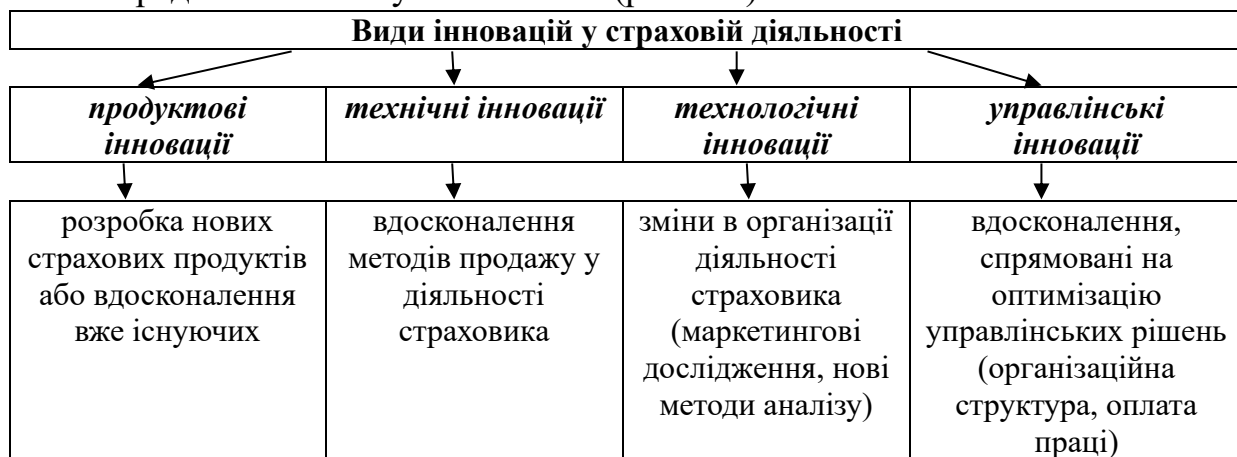 Види інновацій у страховій діяльності
продуктові
інновації
технічні інновації
технологічні
інновації
управлінські
інновації
розробка нових
страхових продуктів
або вдосконалення
вже існуючих
вдосконалення
методів продажу у
діяльності
страховика
зміни в організації
діяльності
страховика
(маркетингові
дослідження, нові
методи аналізу)
вдосконалення,
спрямовані на
оптимізацію
управлінських рішень
(організаційна
структура, оплата
праці)